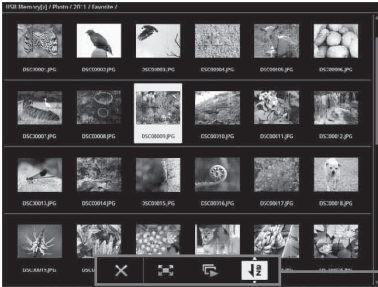 USB Memory[s] / Photo / 2011 / Favorite /
DSC00001.JPG DSC00002.JPG DSC00003.JPG DSC00004.JPG DSC00005.JPG DSC00006.JPG
DSC00007.JPG DSC00008.JPG DSC00009.JPG DSC00010.JPG DSC00011.JPG DSC00012.JPG
DSC00013.JPG DSC00014.JPG DSC00015.JPG DSC00016.JPG DSC00017.JPG DSC00018.JPG
DSC00019.JPG